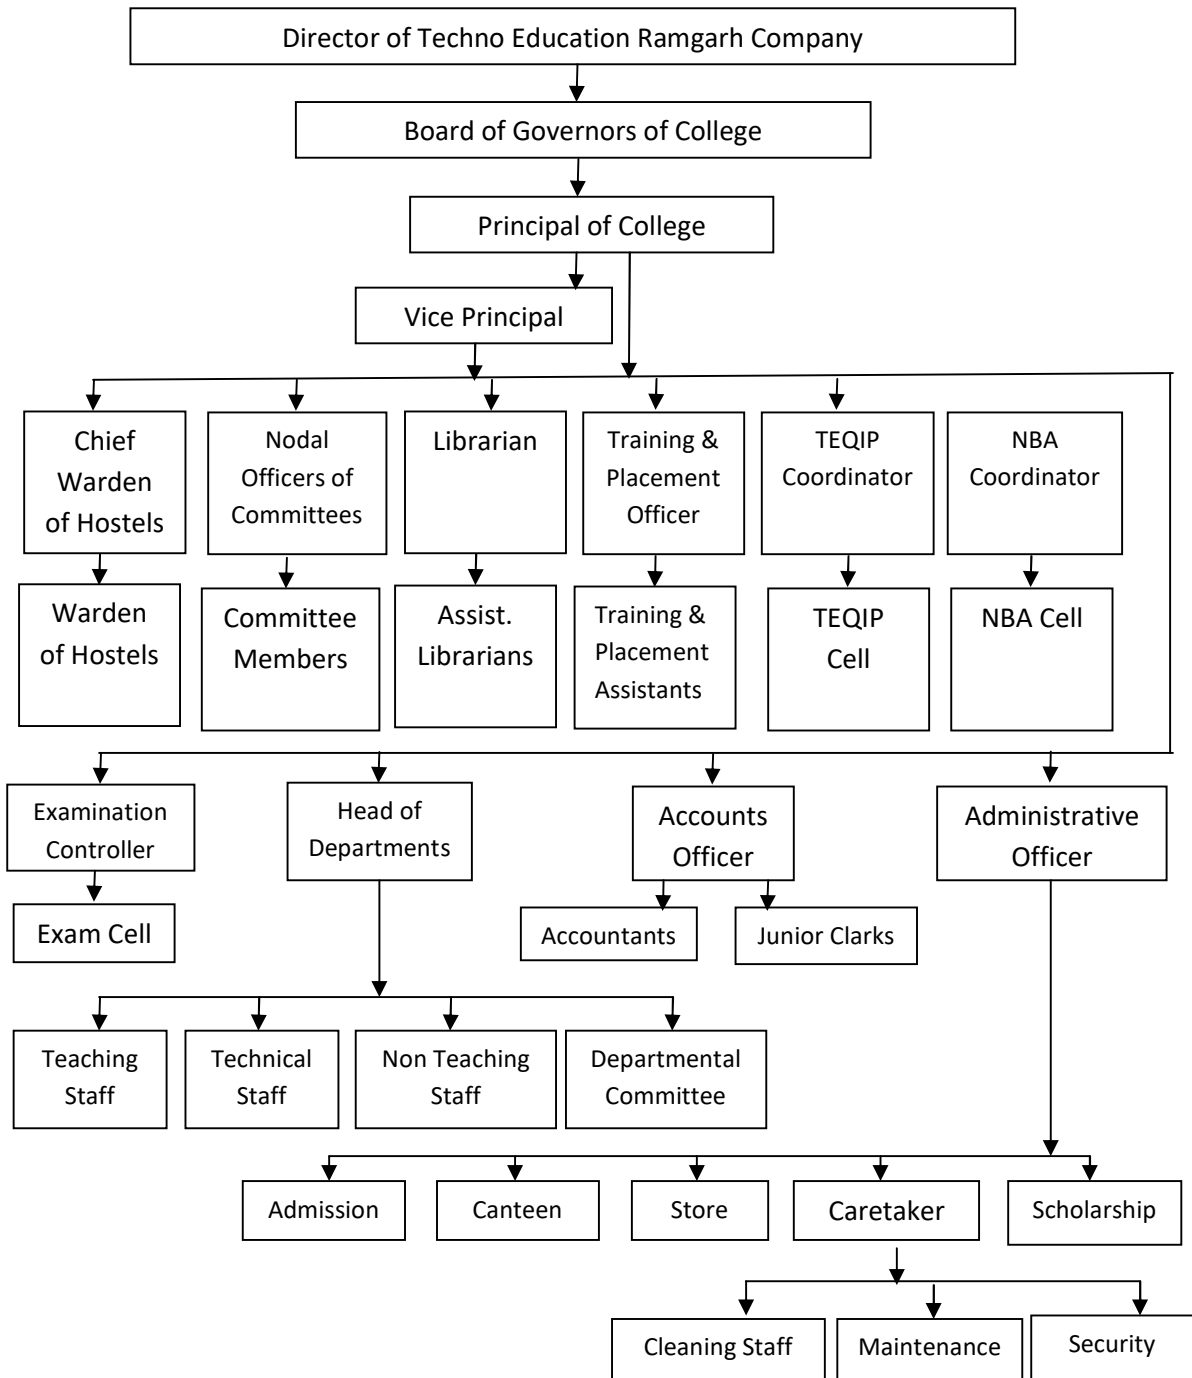 Director of Techno Education Ramgarh Company
Board of Governors of College
Principal of College
Vice Principal
Chief
Warden
of Hostels
Nodal
Officers of
Committees
Librarian
Training &
Placement
Officer
TEQIP
Coordinator
NBA
Coordinator
Warden
of Hostels
Committee
Members
Assist.
Librarians
Training &
Placement
Assistants
TEQIP
Cell
NBA Cell
Examination
Controller
Head of
Departments
Accounts
Officer
Administrative
Officer
Exam Cell
Accountants
Junior Clarks
Teaching
Staff
Technical
Staff
Non Teaching
Staff
Departmental
Committee
Admission
Canteen
Store
Caretaker
Scholarship
Cleaning Staff
Maintenance
Security